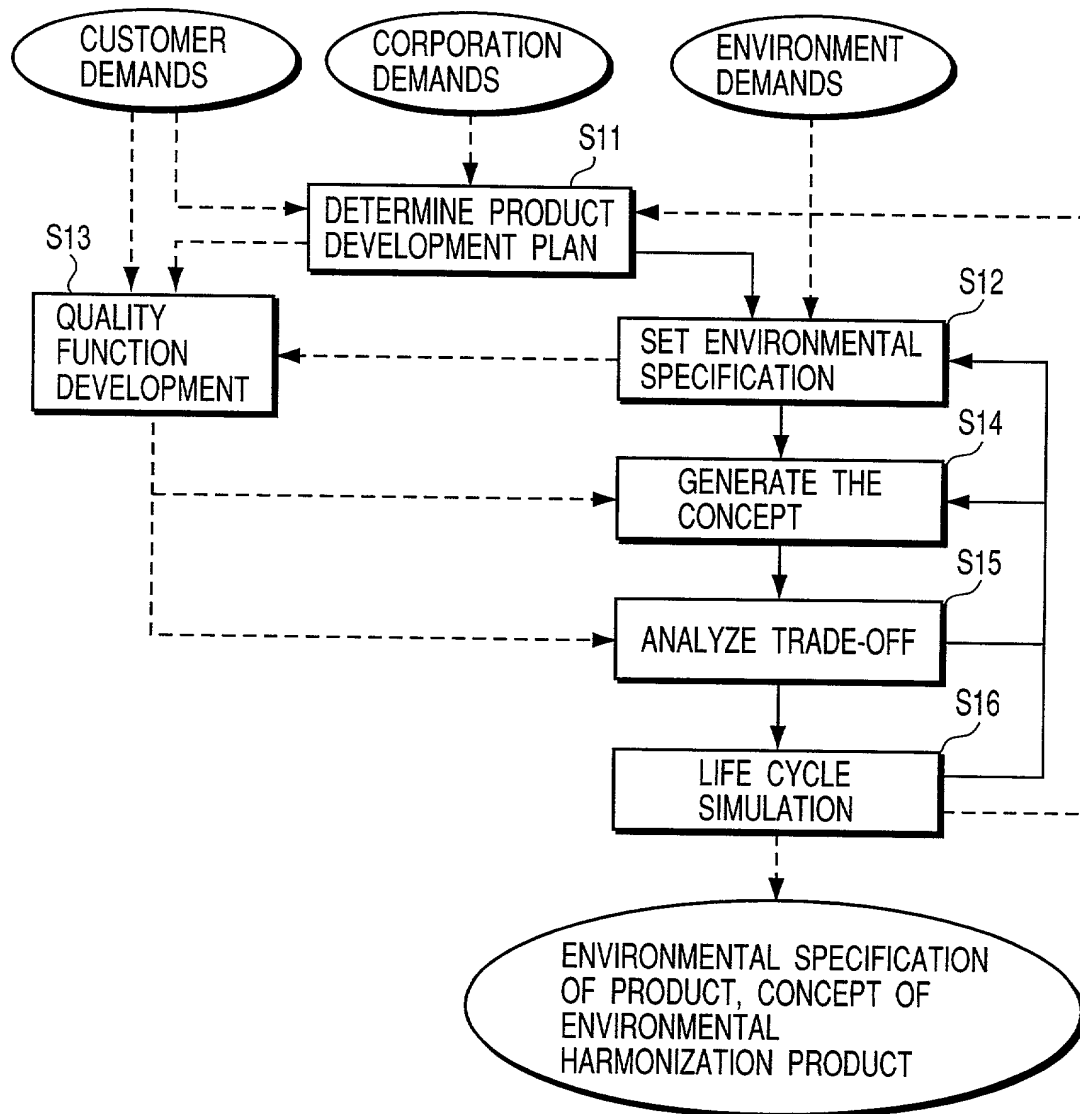 CUSTOMER
DEMANDS
CORPORATION
DEMANDS
ENVIRONMENT
DEMANDS
S11
DETERMINE PRODUCT
DEVELOPMENT PLAN
S13
QUALITY
FUNCTION
DEVELOPMENT
S12
SET ENVIRONMENTAL
SPECIFICATION
S14
GENERATE THE
CONCEPT
S15
ANALYZE TRADE-OFF
S16
LIFE CYCLE
SIMULATION
ENVIRONMENTAL SPECIFICATION
OF PRODUCT, CONCEPT OF
ENVIRONMENTAL
HARMONIZATION PRODUCT